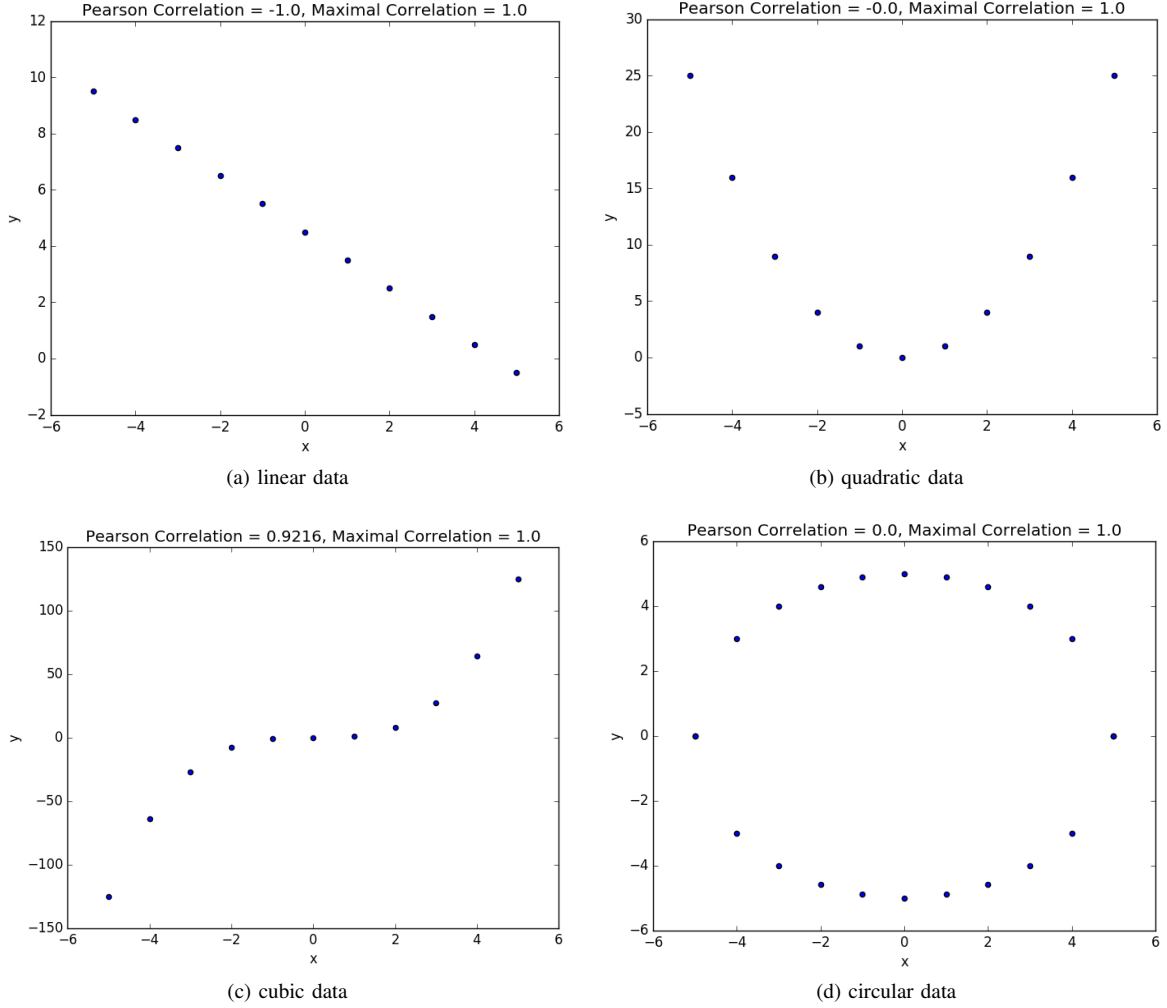 Pearson Correlation = -1.0, Maximal Correlation = 1.0
12
10
8
6
4
2
0
−2
y
−6 −4 −2 0 2 4 6
x
(a) linear data
Pearson Correlation = -0.0, Maximal Correlation = 1.0
30
25
20
15
10
5
0
−5
y
−6 −4 −2 0 2 4 6
x
(b) quadratic data
Pearson Correlation = 0.9216, Maximal Correlation = 1.0
150
100
50
0
−50
−100
−150
y
−6 −4 −2 0 2 4 6
x
(c) cubic data
Pearson Correlation = 0.0, Maximal Correlation = 1.0
6
4
2
0
−2
−4
−6
y
−6 −4 −2 0 2 4 6
x
(d) circular data